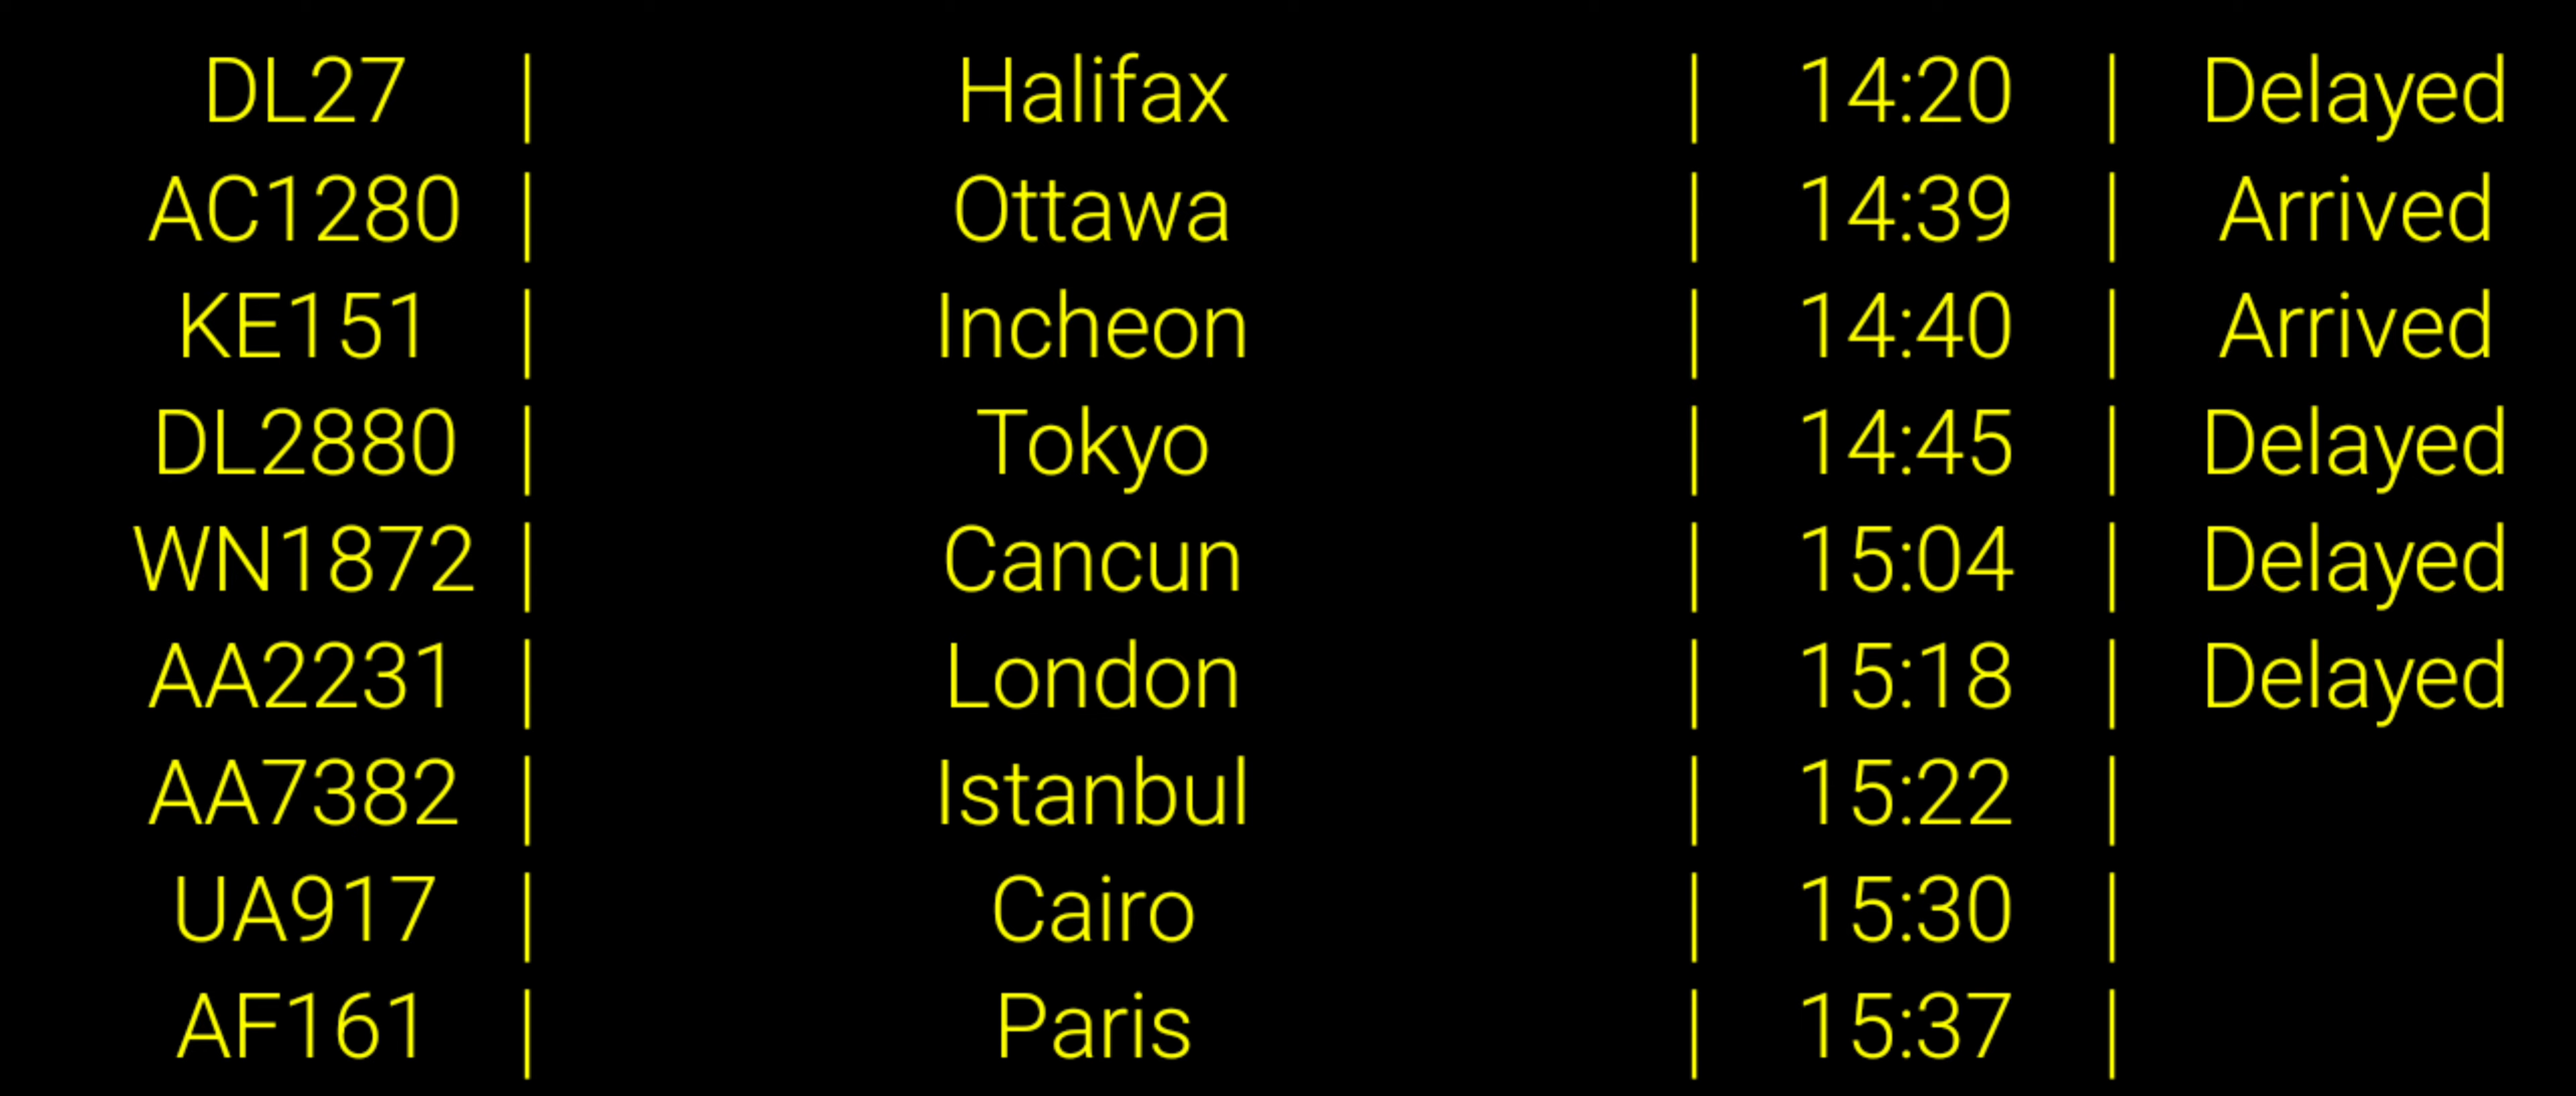 DL27 | Halifax | 14:20 | Delayed
AC1280 | Ottawa | 14:39 | Arrived
KE151 | Incheon | 14:40 | Arrived
DL2880 | Tokyo | 14:45 | Delayed
WN1872 | Cancun | 15:04 | Delayed
AA2231 | London | 15:18 | Delayed
AA7382 | Istanbul | 15:22 |
UA917 | Cairo | 15:30 |
AF161 | Paris | 15:37 |